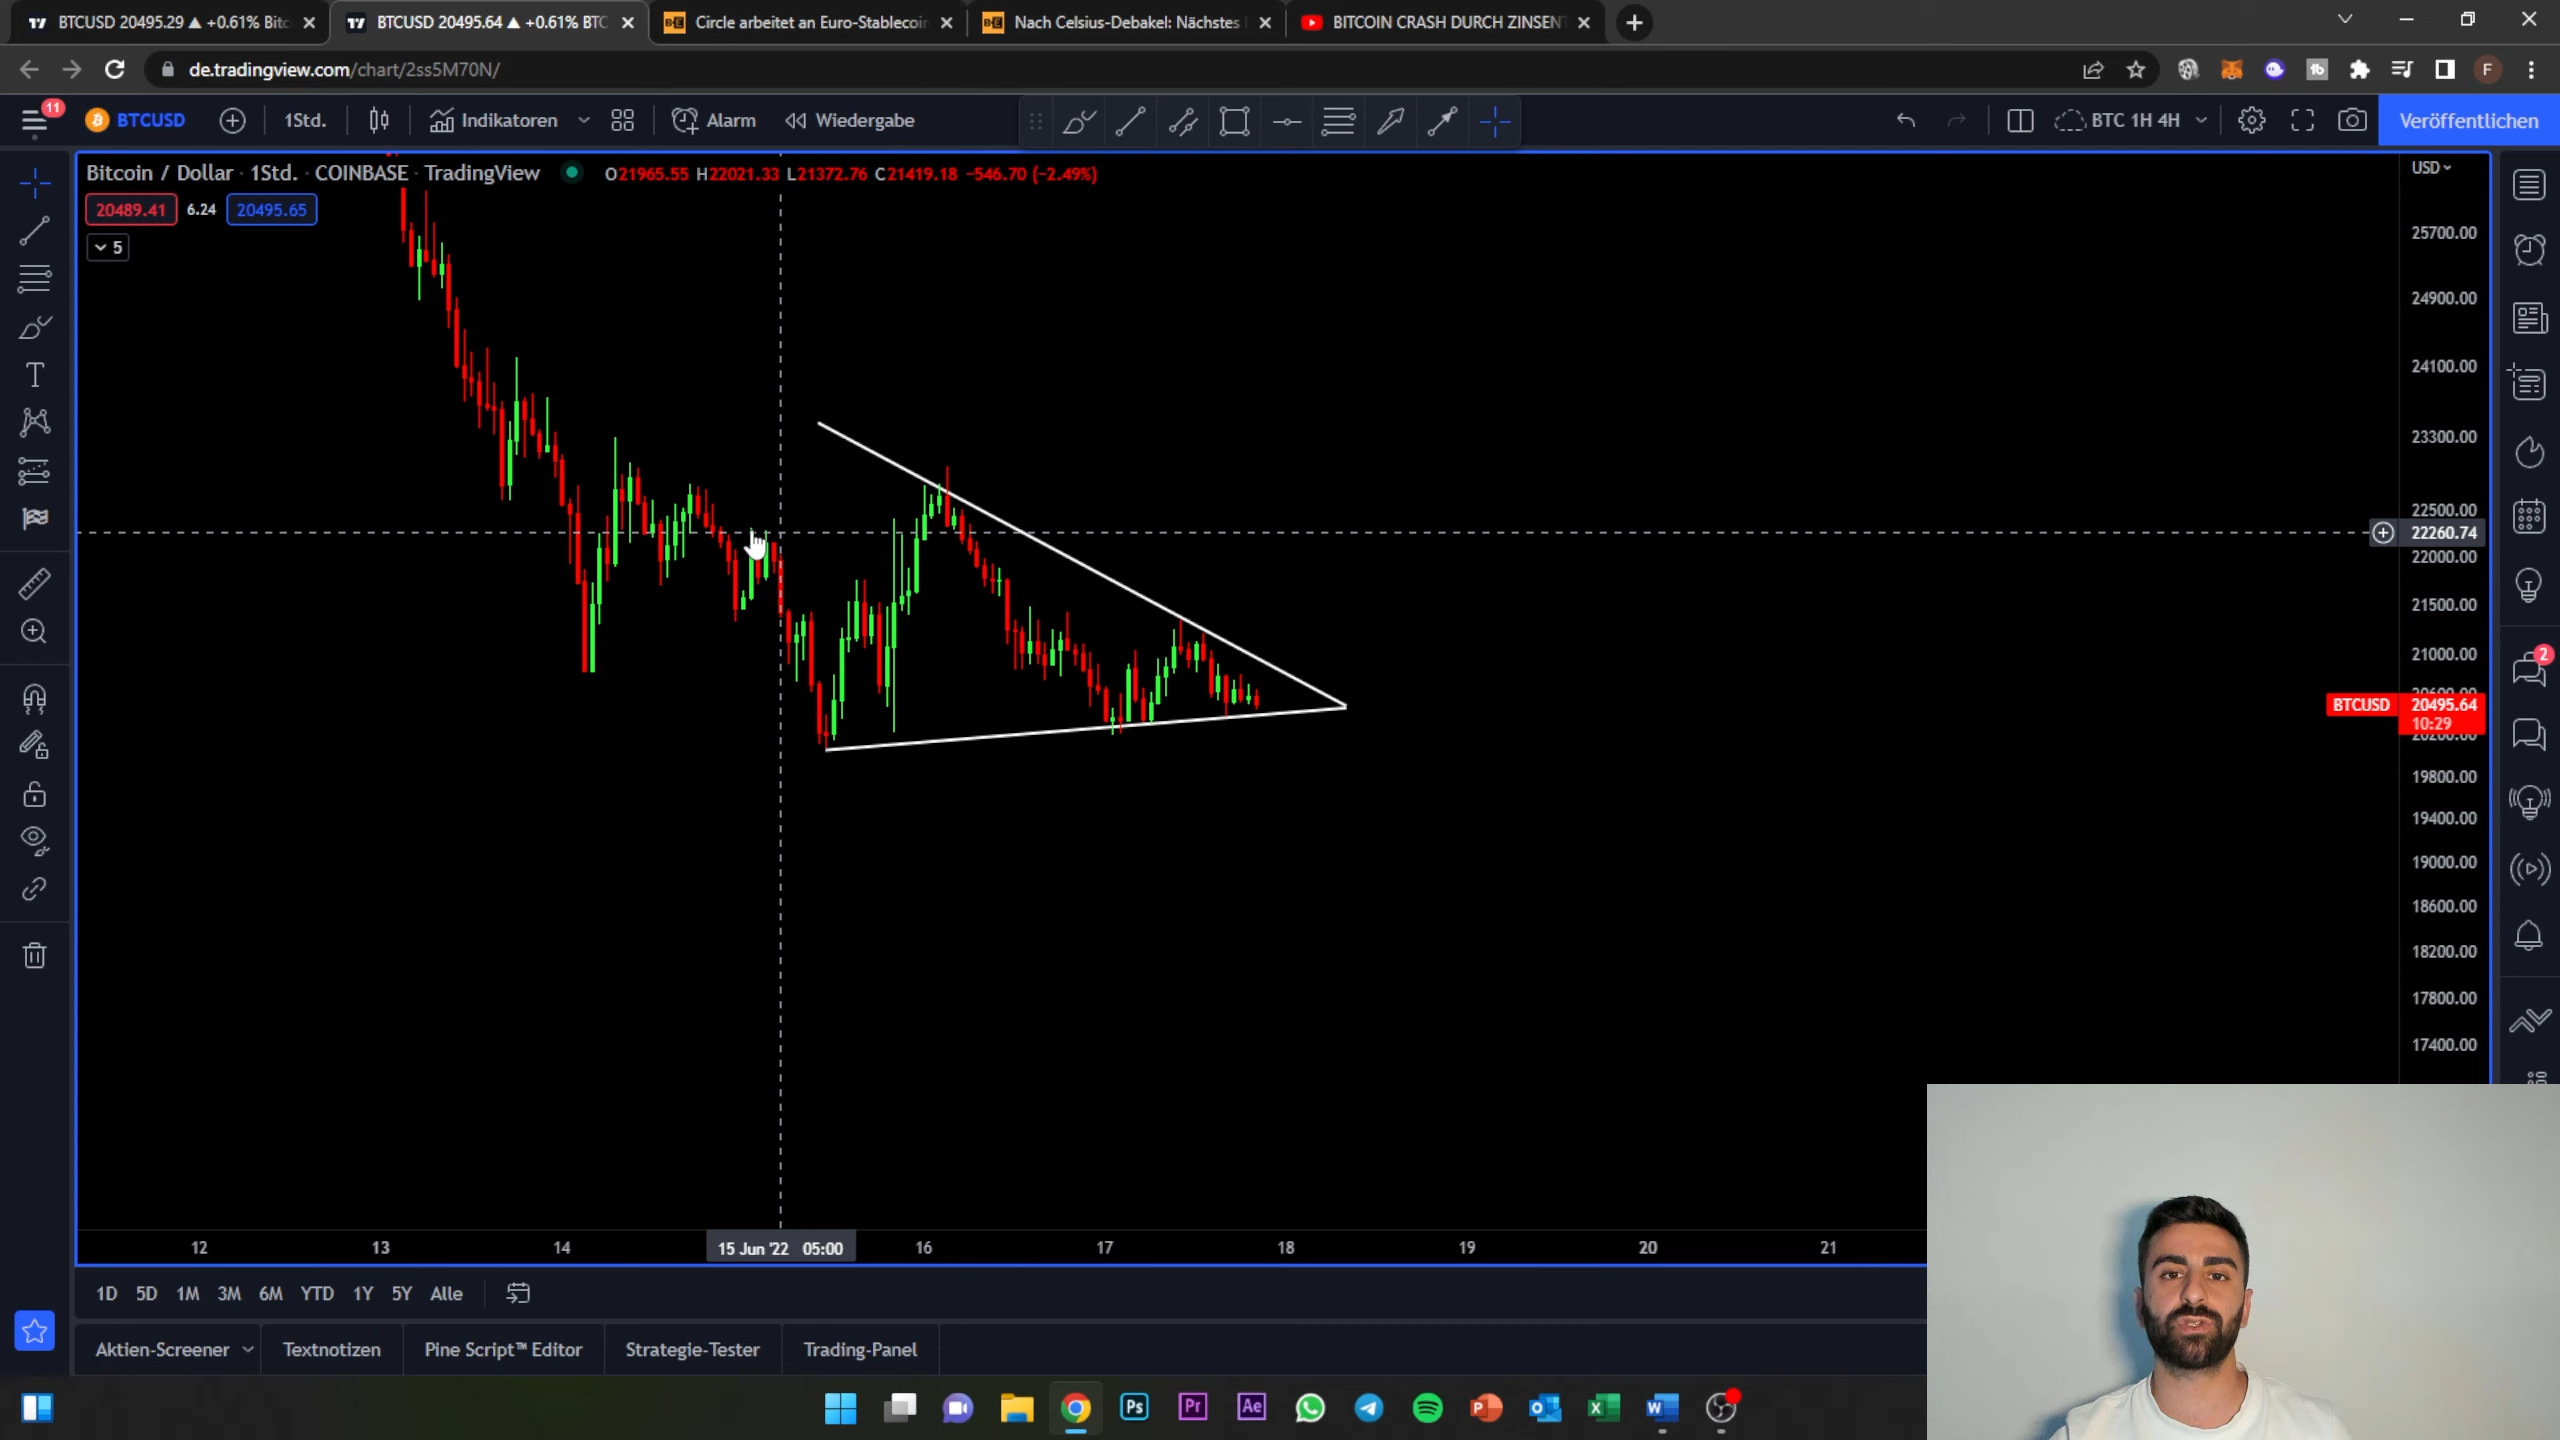 BTCUSD 20495.29 ▲ +0.61% Bitc
BTCUSD 20495.64 ▲ +0.61% BTC
Circle arbeitet an Euro-Stablecoin
Nach Celsius-Debakel: Nächstes
BITCOIN CRASH DURCH ZINSEN
de.tradingview.com/chart/2ss5M70N/
F
11
BTCUSD
1Std.
Indikatoren
Alarm
Wiedergabe
BTC 1H 4H
Veröffentlichen
Bitcoin / Dollar · 1Std. · COINBASE · TradingView
O21965.55 H22021.33 L21372.76 C21419.18 −546.70 (−2.49%)
USD
20489.41
6.24
20495.65
5
25700.00
24900.00
24100.00
23300.00
22500.00
22260.74
22000.00
21500.00
21000.00
2
BTCUSD
20495.64
10:29
19800.00
19400.00
19000.00
18600.00
18200.00
17800.00
17400.00
12
13
14
15 Jun '22 05:00
16
17
18
19
20
21
1D
5D
1M
3M
6M
YTD
1Y
5Y
Alle
Aktien-Screener
Textnotizen
Pine Script™ Editor
Strategie-Tester
Trading-Panel
Ps
Pr
Ae